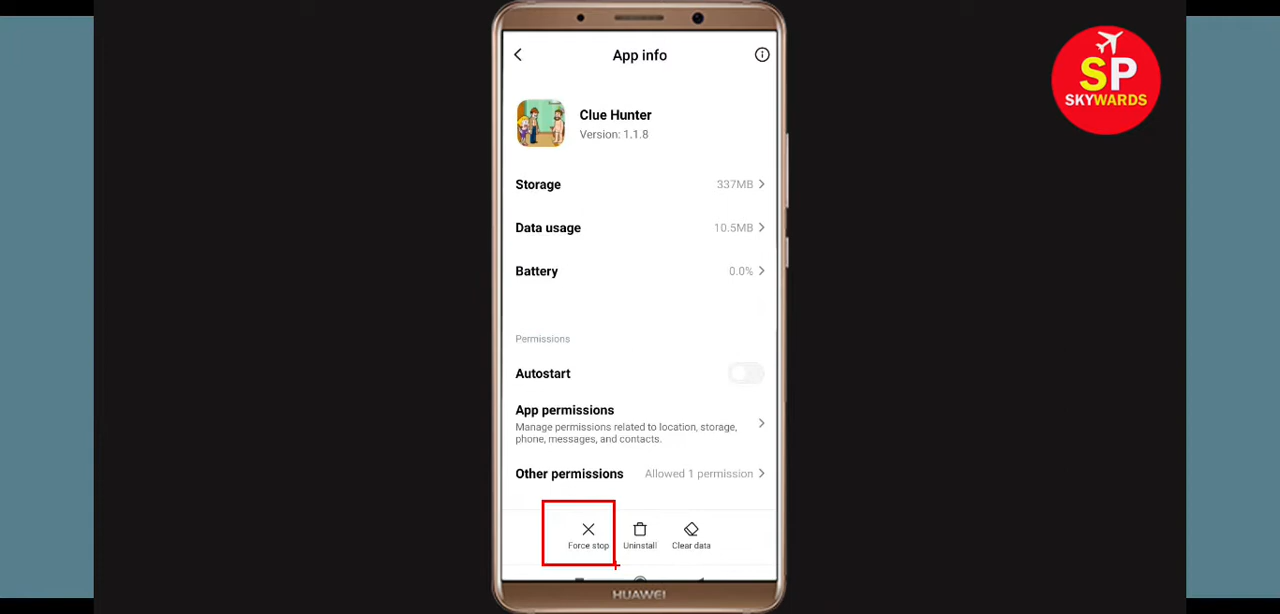 App info
Clue Hunter
Version: 1.1.8
Storage 337MB
Data usage 10.5MB
Battery 0.0%
Permissions
Autostart
App permissions
Manage permissions related to location, storage,
phone, messages, and contacts.
Other permissions Allowed 1 permission
Force stop Uninstall Clear data
HUAWEI
SP
SKYWARDS